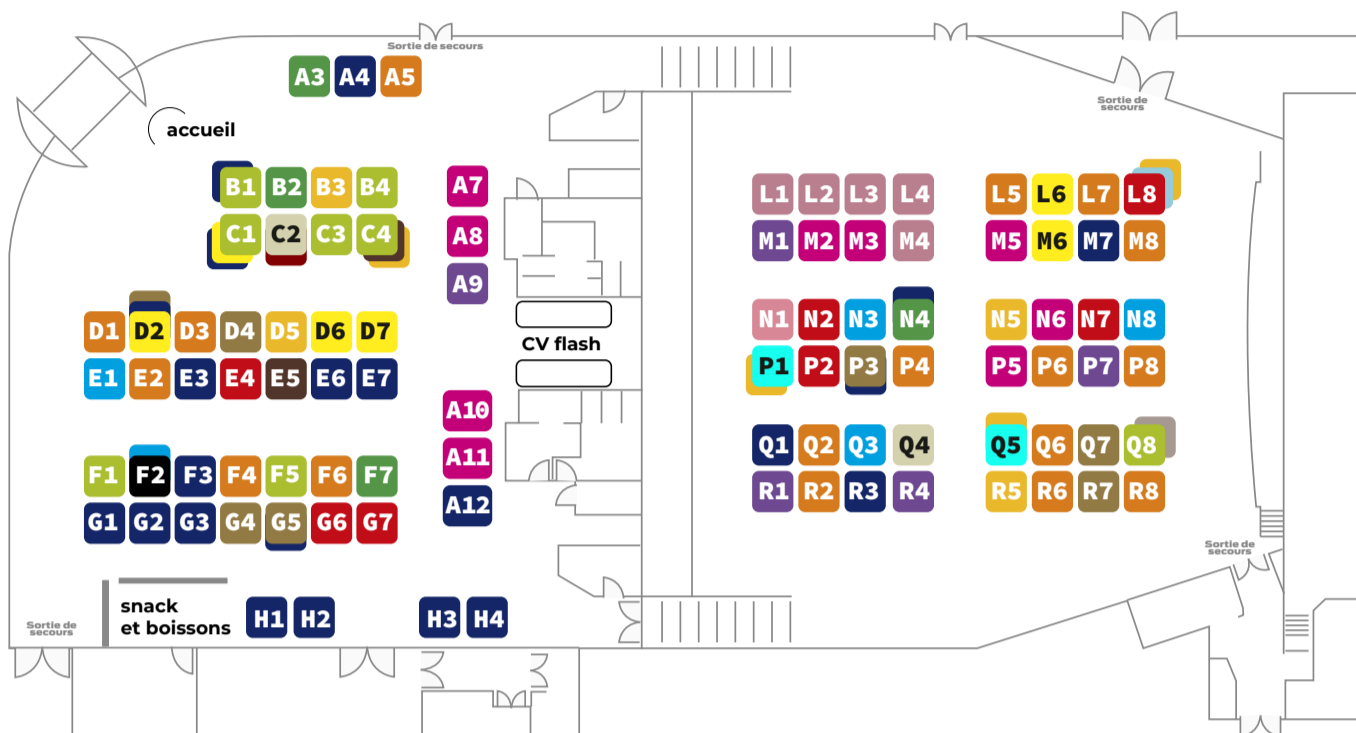 Sortie de secours
A3 A4 A5
accueil
Sortie de
secours
B1 B2 B3 B4
A7
L1 L2 L3 L4
L5 L6 L7 L8
C1 C2 C3 C4
A8
M1 M2 M3 M4
M5 M6 M7 M8
A9
D1 D2 D3 D4 D5 D6 D7
CV flash
N1 N2 N3 N4
N5 N6 N7 N8
E1 E2 E3 E4 E5 E6 E7
P1 P2 P3 P4
P5 P6 P7 P8
A10
A11
Q1 Q2 Q3 Q4
Q5 Q6 Q7 Q8
F1 F2 F3 F4 F5 F6 F7
A12
R1 R2 R3 R4
R5 R6 R7 R8
G1 G2 G3 G4 G5 G6 G7
Sortie de
secours
snack
et boissons
H1 H2
H3 H4
Sortie de
secours